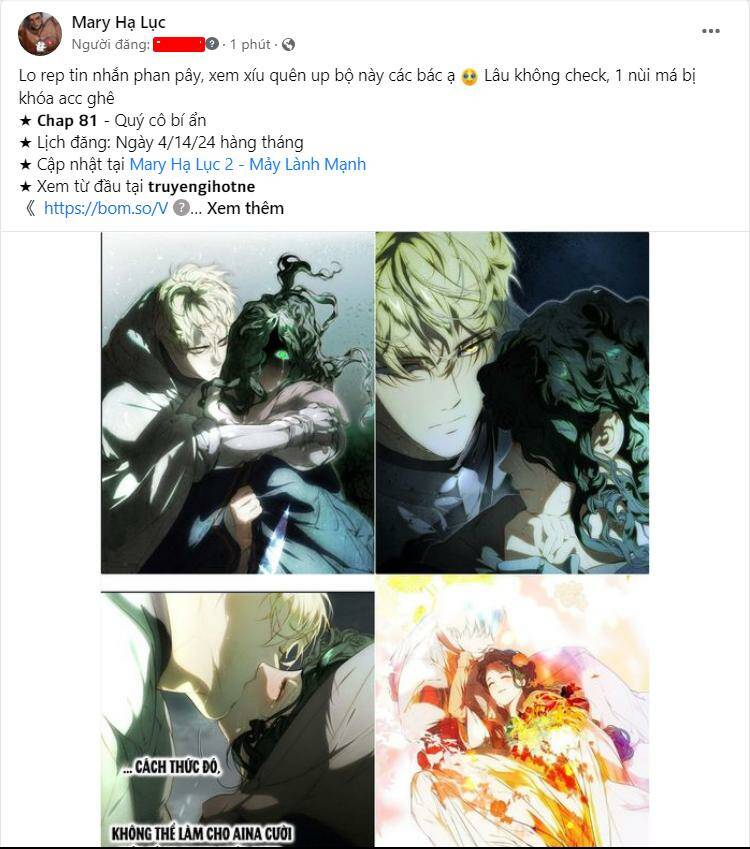 Mary Hạ Lục
Người đăng: · 1 phút ·
Lo rep tin nhắn phan pây, xem xíu quên up bộ này các bác ạ 🥹 Lâu không check, 1 nùi má bị
khóa acc ghê
★ Chap 81 - Quý cô bí ẩn
★ Lịch đăng: Ngày 4/14/24 hàng tháng
★ Cập nhật tại Mary Hạ Lục 2 - Mảy Lành Mạnh
★ Xem từ đầu tại truyengihotne
《 https://bom.so/V ... Xem thêm
... CÁCH THỨC ĐÓ,
KHÔNG THỂ LÀM CHO AINA CƯỜI